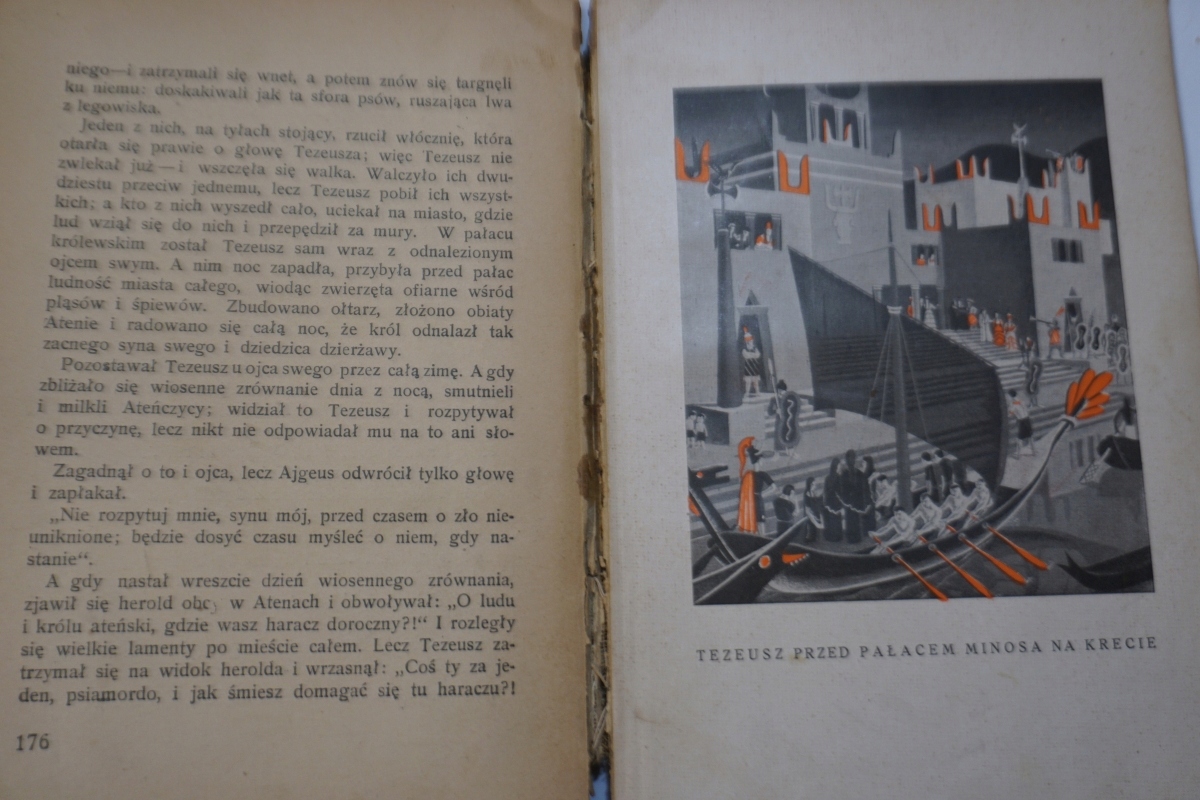 niego—i zatrzymali się wnet, a potem znów się targnęli
ku niemu: doskakiwali jak ta sfora psów, ruszająca lwa
z legowiska.
Jeden z nich, na tyłach stojący, rzucił włócznię, która
otarła się prawie o głowę Tezeusza; więc Tezeusz nie
zwlekał już — i wszczęła się walka. Walczyło ich dwu-
dziestu przeciw jednemu, lecz Tezeusz pobił ich wszyst-
kich; a kto z nich wyszedł cało, uciekał na miasto, gdzie
lud wziął się do nich i przepędził za mury. W pałacu
królewskim został Tezeusz sam wraz z odnalezionym
ojcem swym. A nim noc zapadła, przybyła przed pałac
ludność miasta całego, wiodąc zwierzęta ofiarne wśród
pląsów i śpiewów. Zbudowano ołtarz, złożono obiaty
Atenie i radowano się całą noc, że król odnalazł tak
zacnego syna swego i dziedzica dzierżawy.
Pozostawał Tezeusz u ojca swego przez całą zimę. A gdy
zbliżało się wiosenne zrównanie dnia z nocą, smutnieli
i milkli Ateńczycy; widział to Tezeusz i rozpytywał
o przyczynę, lecz nikt nie odpowiadał mu na to ani sło-
wem.
Zagadnął o to i ojca, lecz Ajgeus odwrócił tylko głowę
i zapłakał.
„Nie rozpytuj mnie, synu mój, przed czasem o zło nie-
uniknione; będzie dosyć czasu myśleć o niem, gdy na-
stanie“.
A gdy nastał wreszcie dzień wiosennego zrównania,
zjawił się herold obcy w Atenach i obwoływał: „O ludu
i królu ateński, gdzie wasz haracz doroczny?!“ I rozległy
się wielkie lamenty po mieście całem. Lecz Tezeusz za-
trzymał się na widok herolda i wrzasnął: „Coś ty za je-
den, psiamordo, i jak śmiesz domagać się tu haraczu?!
176
TEZEUSZ PRZED PAŁACEM MINOSA NA KRECIE